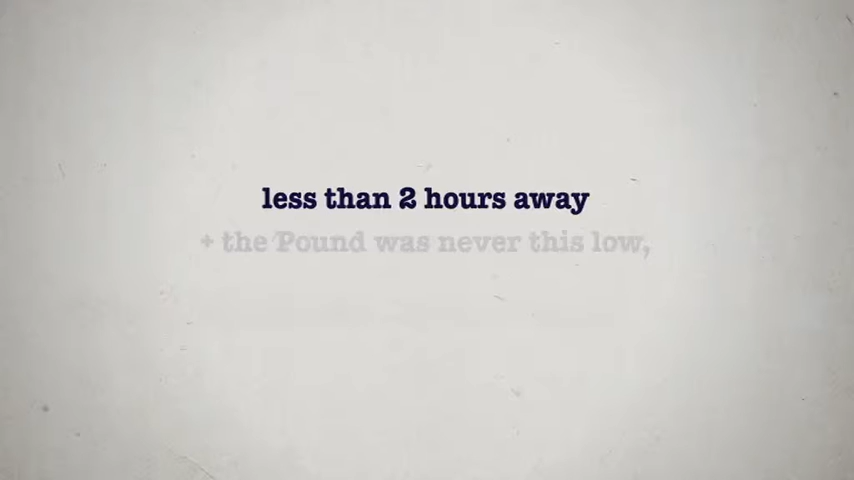 less than 2 hours away
+ the Pound was never this low,